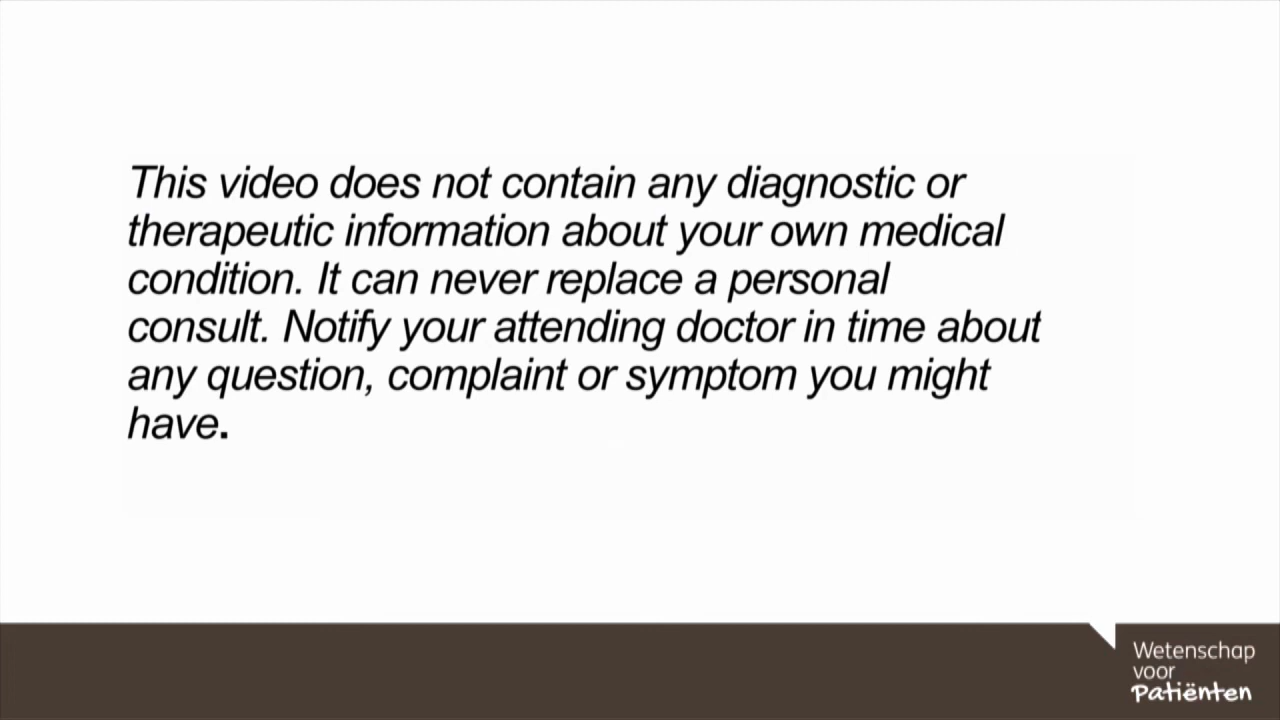 This video does not contain any diagnostic or
therapeutic information about your own medical
condition. It can never replace a personal
consult. Notify your attending doctor in time about
any question, complaint or symptom you might
have.
Wetenschap
voor
Patiënten